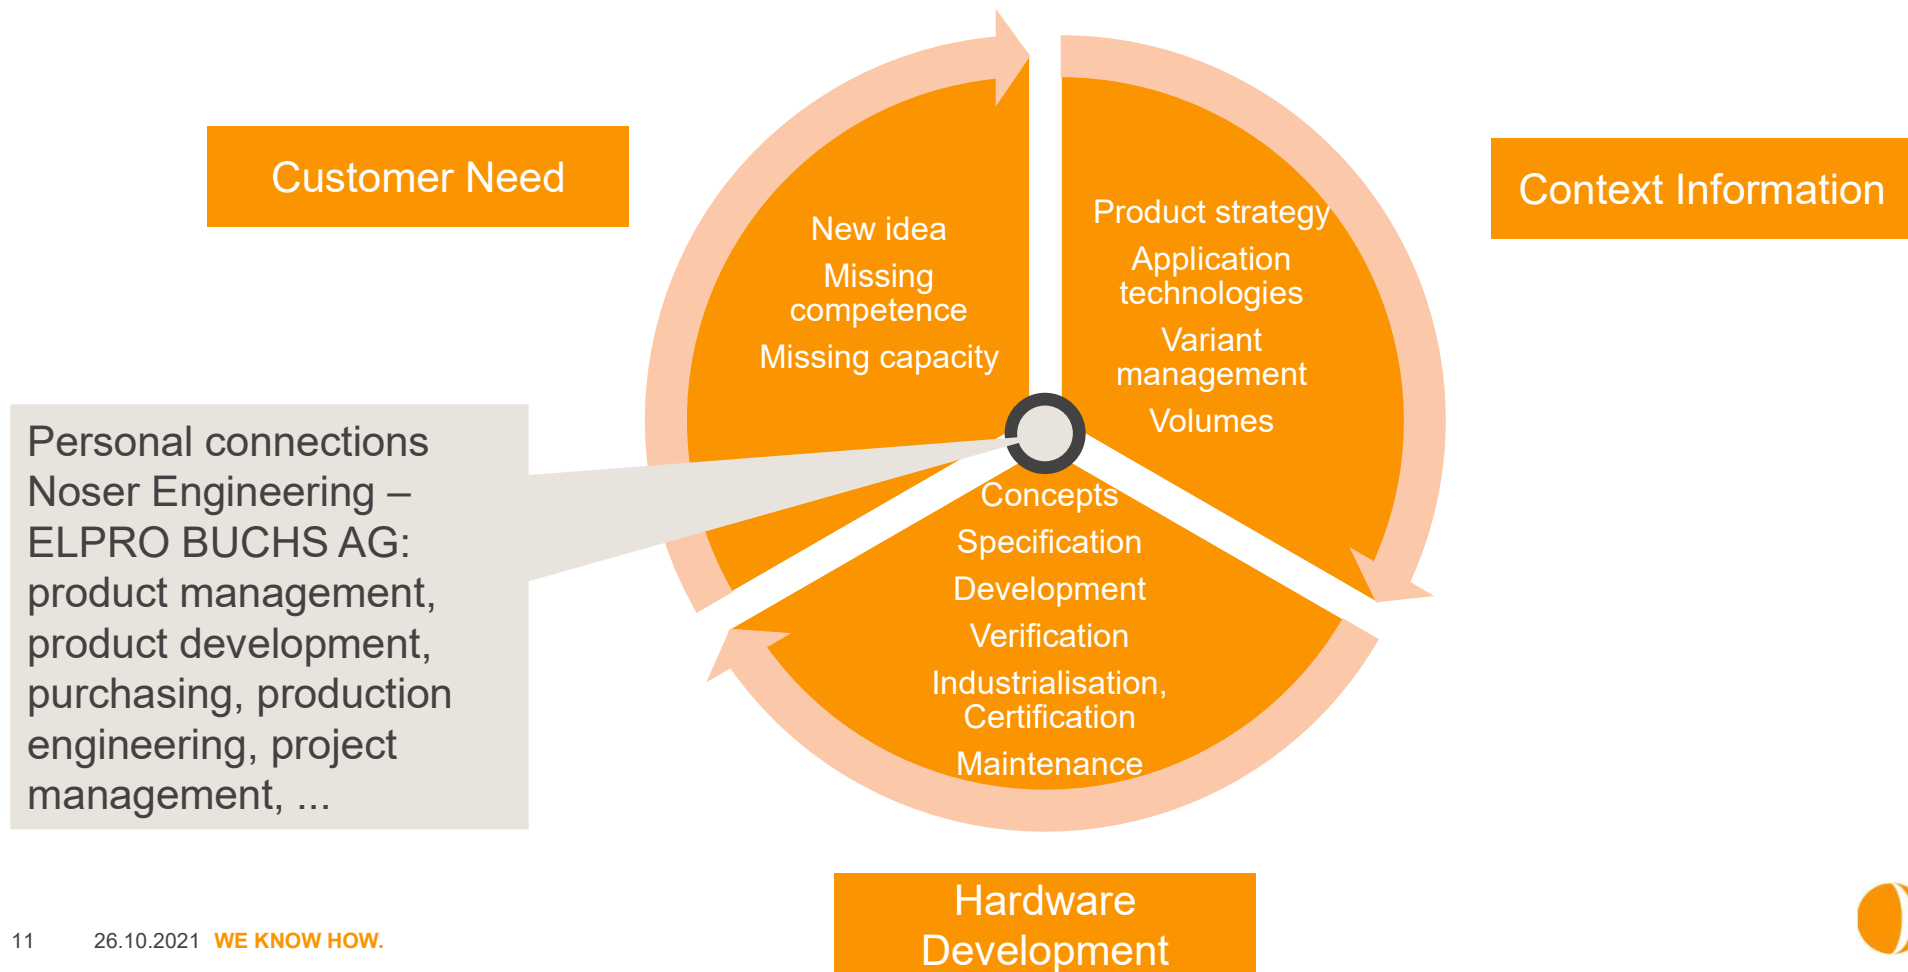 Customer Need
New idea
Missing
competence
Missing capacity
Product strategy
Application
technologies
Variant
management
Volumes
Context Information
Personal connections
Noser Engineering –
ELPRO BUCHS AG:
product management,
product development,
purchasing, production
engineering, project
management, ...
Concepts
Specification
Development
Verification
Industrialisation,
Certification
Maintenance
Hardware
Development
11 26.10.2021 WE KNOW HOW.